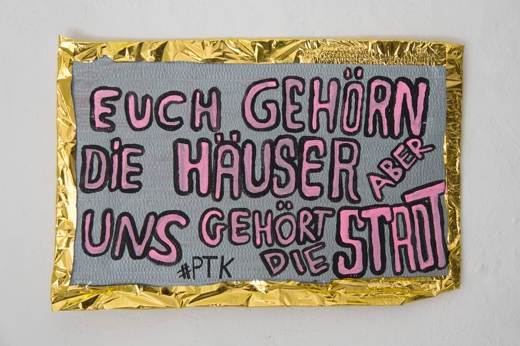 EUCH GEHÖRN
DiE HÄUSER ABER
UNS GEHÖRT DIE STADT
#PTK